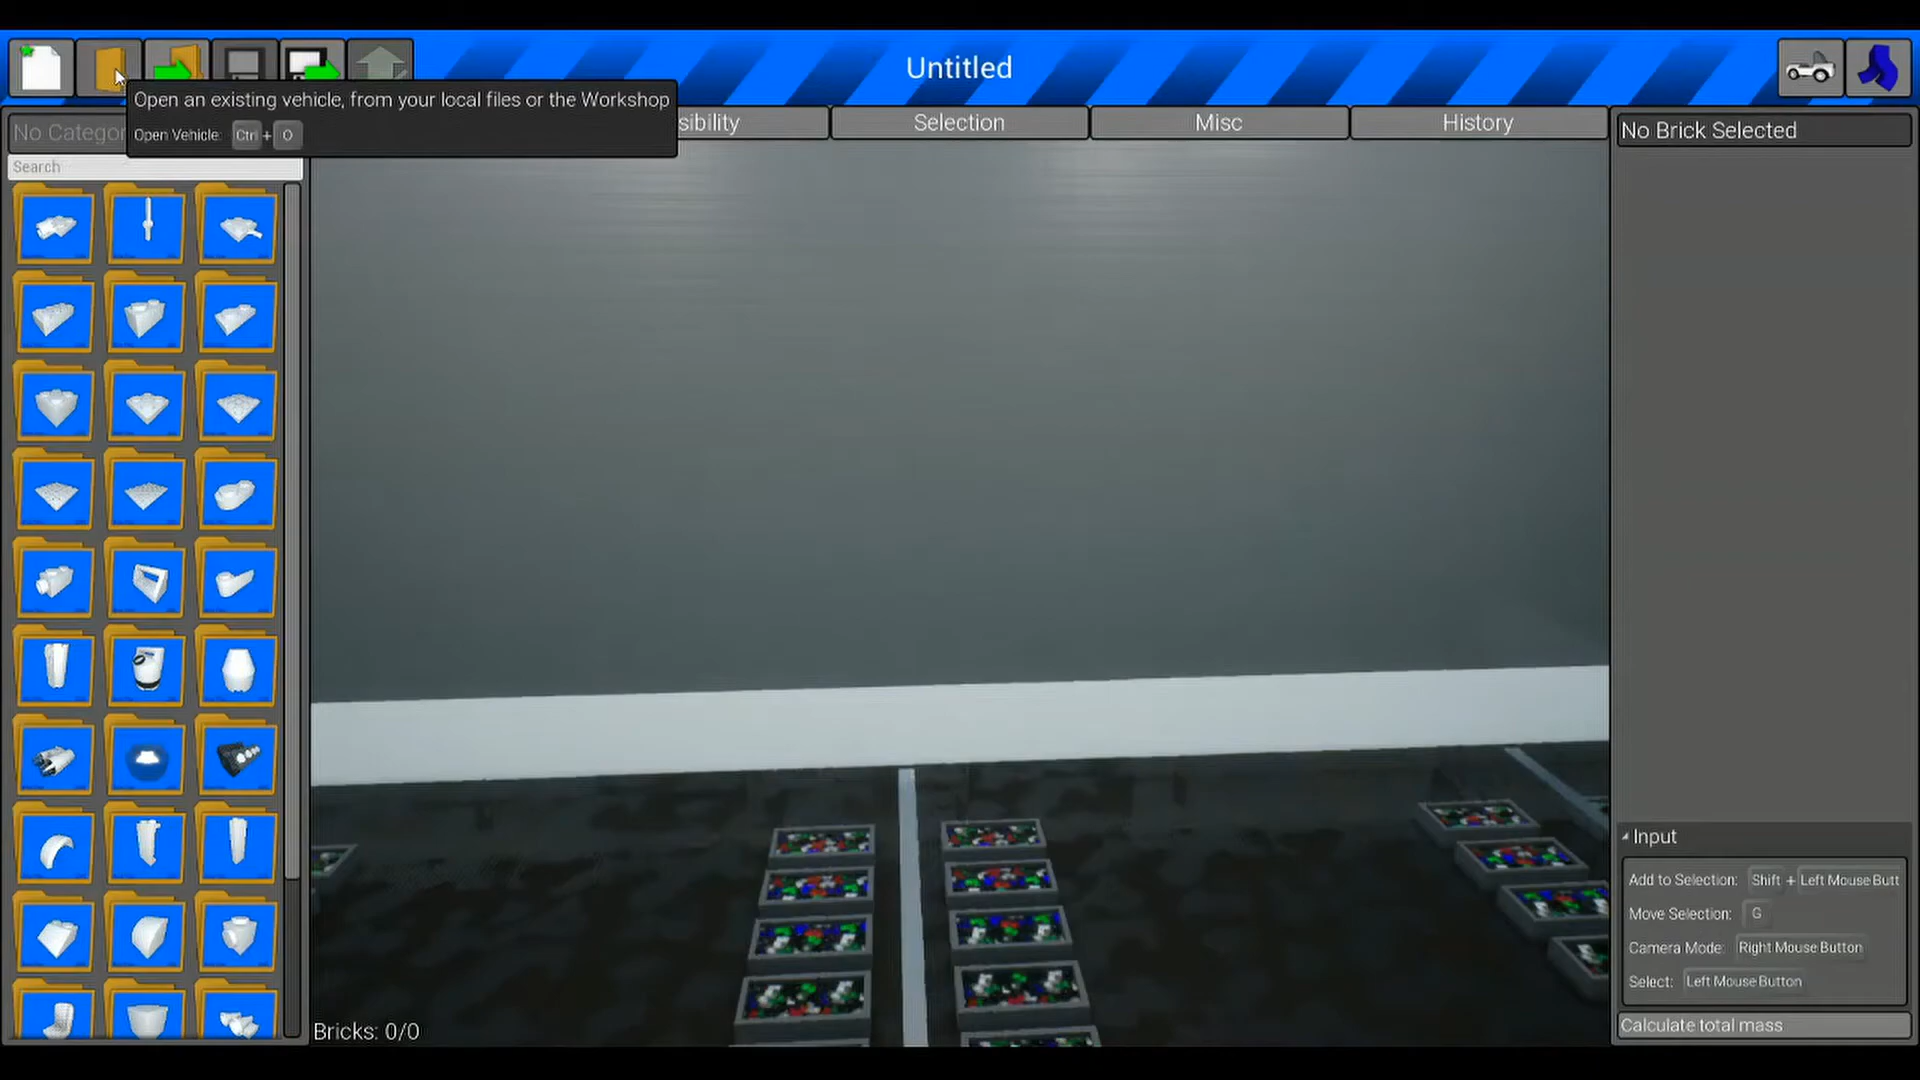 Untitled
Open an existing vehicle, from your local files or the Workshop
Open Vehicle: Ctrl + O
No Categor
sibility
Selection
Misc
History
No Brick Selected
Search
Input
Add to Selection: Shift + Left Mouse Butt
Move Selection: G
Camera Mode: Right Mouse Button
Select: Left Mouse Button
Calculate total mass
Bricks: 0/0